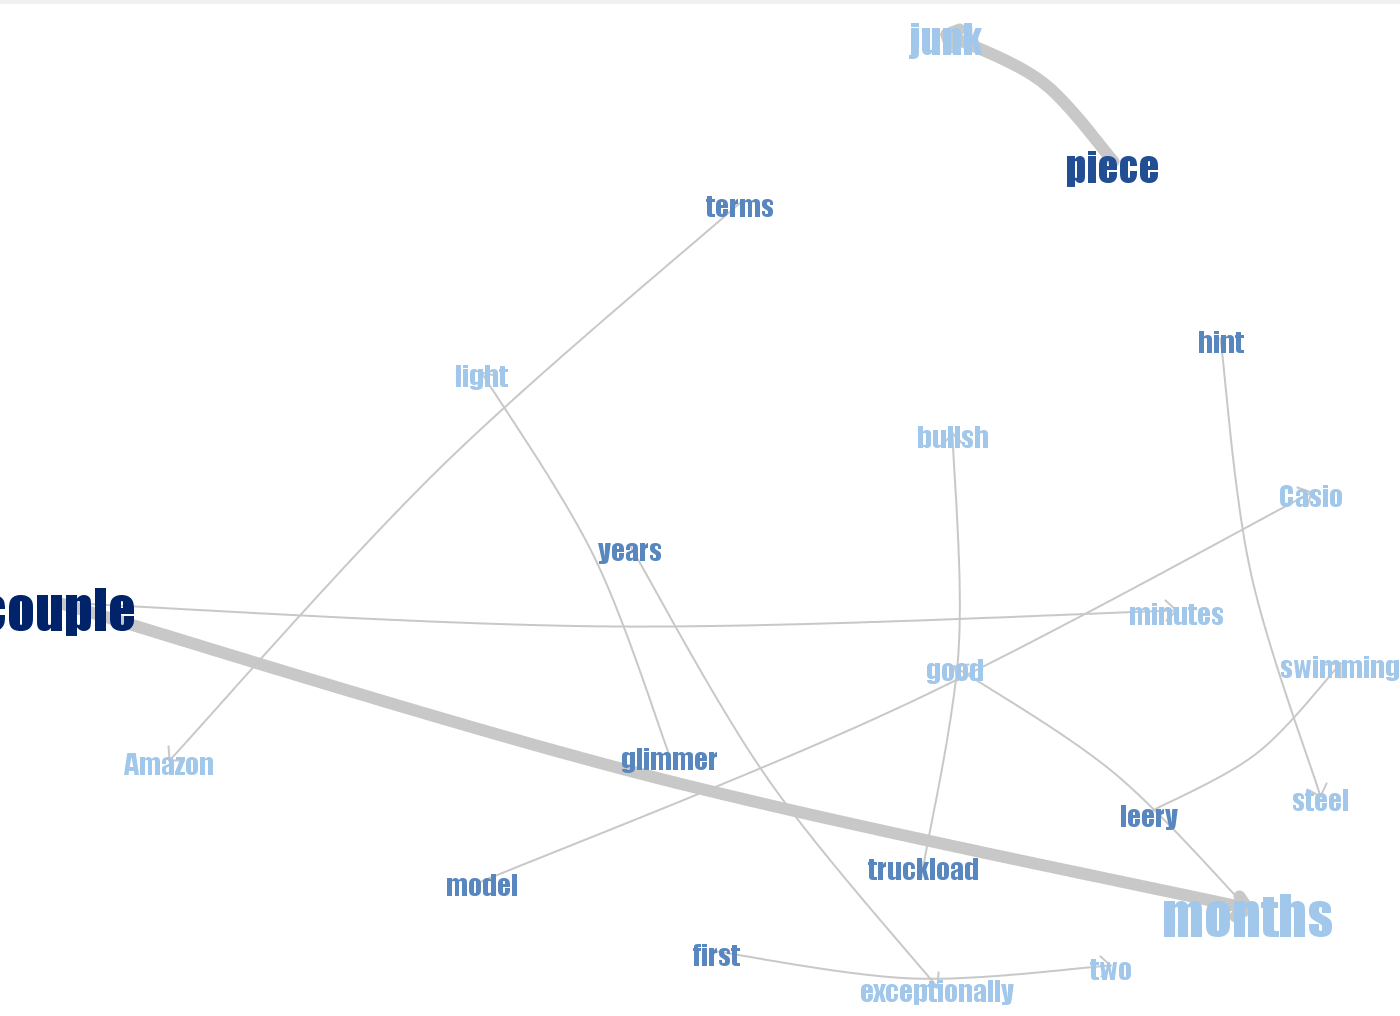 junk
piece
terms
hint
light
bullsh
Casio
years
couple
minutes
good
swimming
glimmer
Amazon
steel
leery
truckload
model
months
first
two
exceptionally